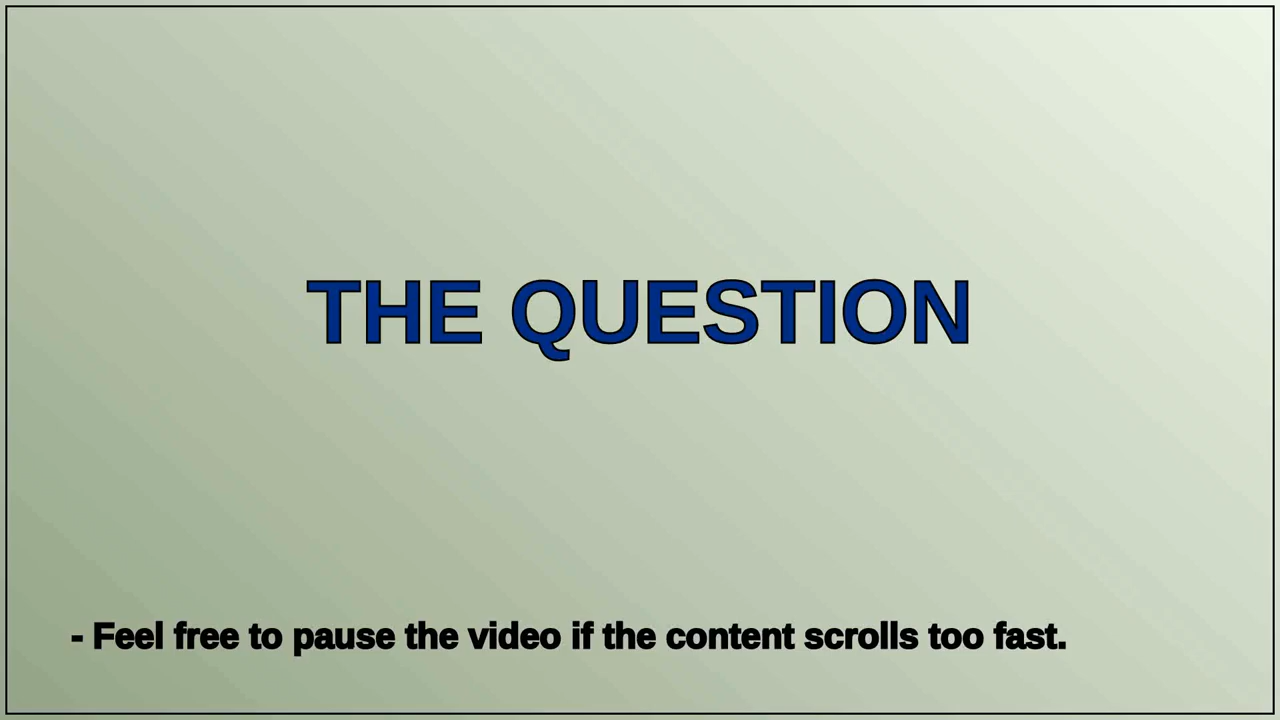 THE QUESTION
- Feel free to pause the video if the content scrolls too fast.